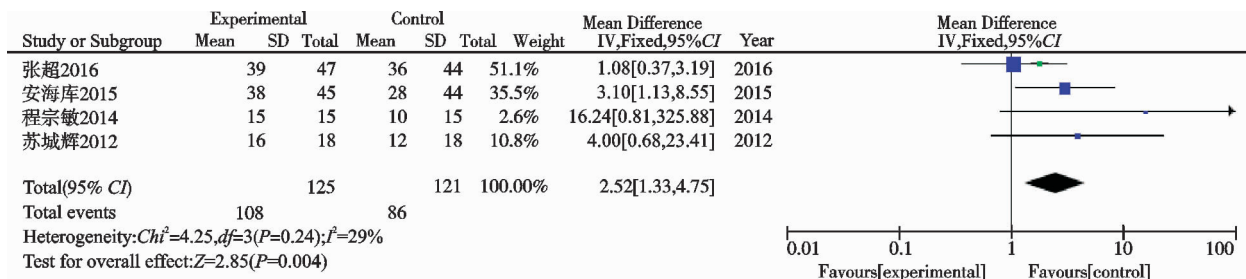 Experimental Control Mean Difference Mean Difference
Study or Subgroup Mean SD Total Mean SD Total Weight IV,Fixed,95%CI Year IV,Fixed,95%CI
张超2016 39 47 36 44 51.1% 1.08[0.37,3.19] 2016
安海库2015 38 45 28 44 35.5% 3.10[1.13,8.55] 2015
程宗敏2014 15 15 10 15 2.6% 16.24[0.81,325.88] 2014
苏城辉2012 16 18 12 18 10.8% 4.00[0.68,23.41] 2012
Total(95% CI) 125 121 100.00% 2.52[1.33,4.75]
Total events 108 86
Heterogeneity:Chi²=4.25,df=3(P=0.24);I²=29%
Test for overall effect:Z=2.85(P=0.004)
0.01 0.1 1 10 100
Favours[experimental] Favours[control]